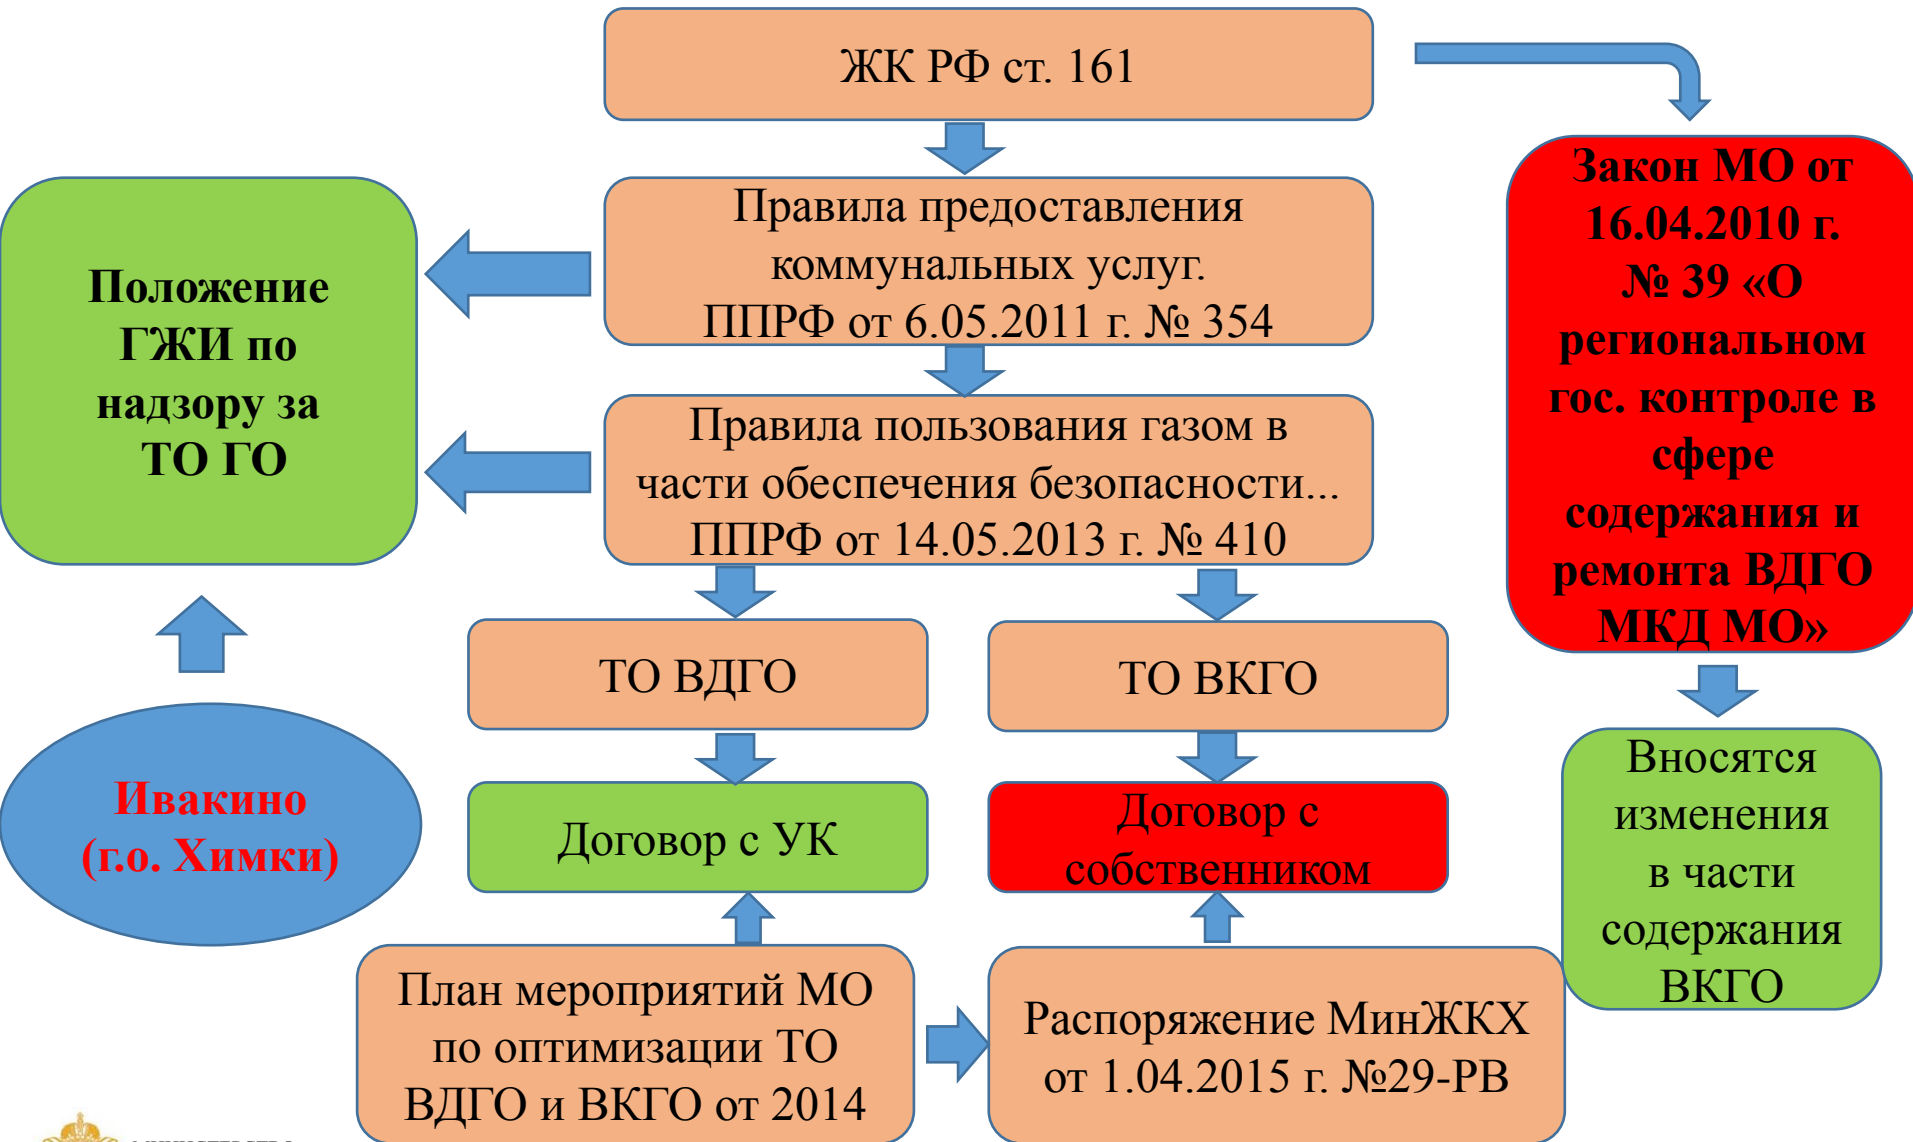 ЖК РФ ст. 161
Правила предоставления
коммунальных услуг.
ППРФ от 6.05.2011 г. № 354
Положение
ГЖИ по
надзору за
ТО ГО
Закон МО от
16.04.2010 г.
№ 39 «О
региональном
гос. контроле в
сфере
содержания и
ремонта ВДГО
МКД МО»
Правила пользования газом в
части обеспечения безопасности...
ППРФ от 14.05.2013 г. № 410
ТО ВДГО
ТО ВКГО
Ивакино
(г.о. Химки)
Договор с УК
Договор с
собственником
Вносятся
изменения
в части
содержания
ВКГО
План мероприятий МО
по оптимизации ТО
ВДГО и ВКГО от 2014
Распоряжение МинЖКХ
от 1.04.2015 г. №29-РВ